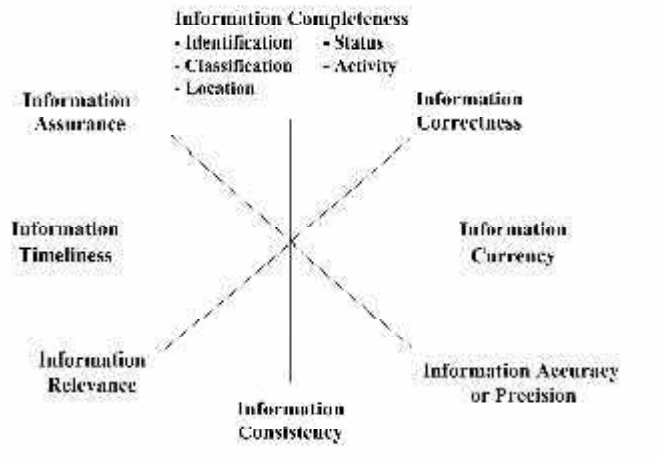 Information Completeness
- Identification - Status
- Classification - Activity
- Location
Information
Assurance
Information
Correctness
Information
Timeliness
Information
Currency
Information
Relevance
Information Accuracy
or Precision
Information
Consistency